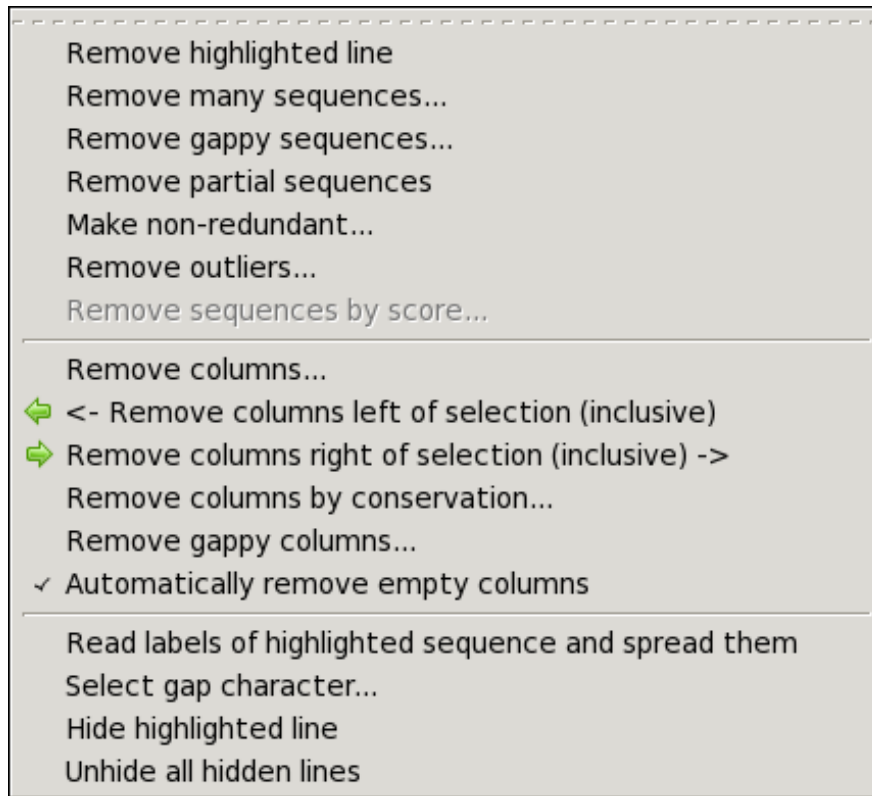 Remove highlighted line
Remove many sequences...
Remove gappy sequences...
Remove partial sequences
Make non-redundant...
Remove outliers...
Remove sequences by score...
Remove columns...
<- Remove columns left of selection (inclusive)
Remove columns right of selection (inclusive) ->
Remove columns by conservation...
Remove gappy columns...
Automatically remove empty columns
Read labels of highlighted sequence and spread them
Select gap character...
Hide highlighted line
Unhide all hidden lines